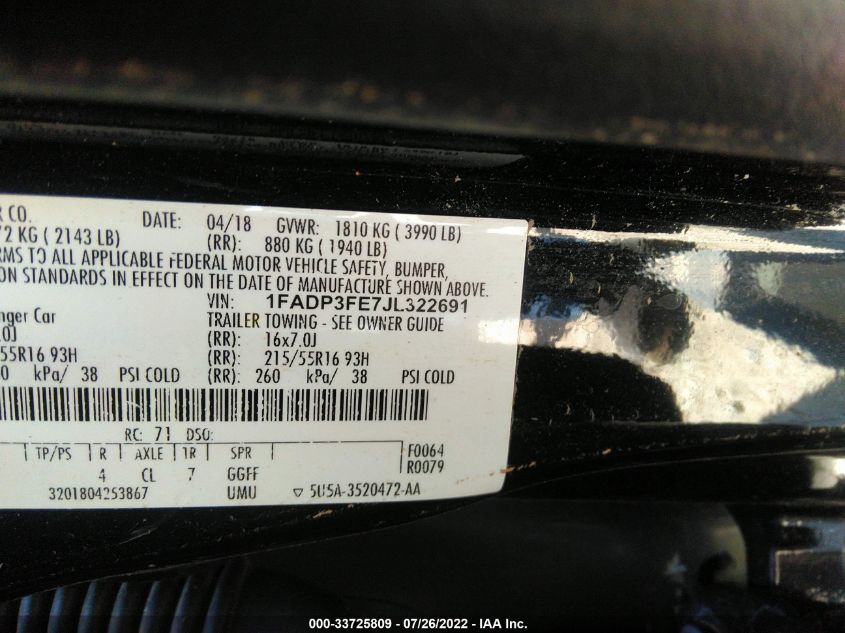 R CO. DATE: 04/18 GVWR: 1810 KG ( 3990 LB)
72 KG ( 2143 LB) (RR): 880 KG ( 1940 LB)
RMS TO ALL APPLICABLE FEDERAL MOTOR VEHICLE SAFETY, BUMPER,
ION STANDARDS IN EFFECT ON THE DATE OF MANUFACTURE SHOWN ABOVE.
VIN: 1FADP3FE7JL322691
nger Car TRAILER TOWING - SEE OWNER GUIDE
.0J (RR): 16x7.0J
/55R16 93H (RR): 215/55R16 93H
0 kPa/ 38 PSI COLD (RR): 260 kPa/ 38 PSI COLD
RC: 71 DSO:
TP/PS R AXLE TR SPR F0064
4 CL 7 GGFF R0079
3201804253867 UMU ▽ 5U5A-3520472-AA
000-33725809 - 07/26/2022 - IAA Inc.